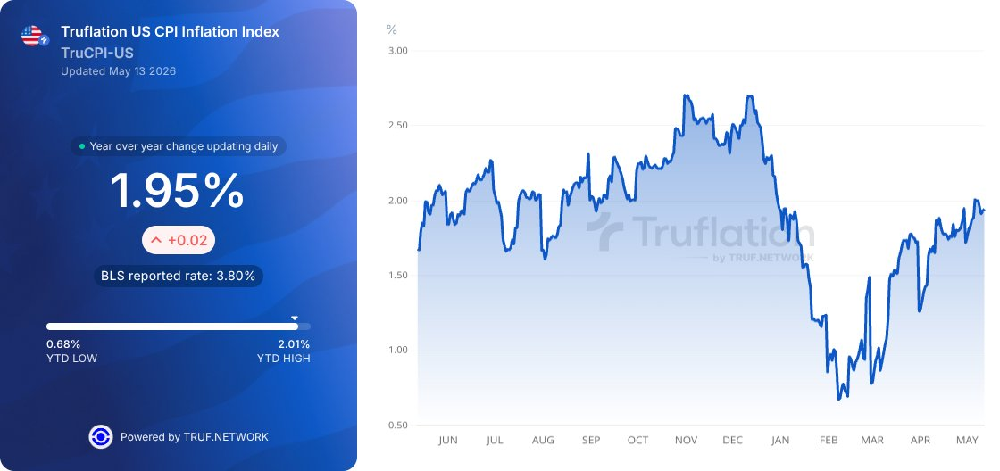 Truflation US CPI Inflation Index
TruCPI-US
Updated May 13 2026
Year over year change updating daily
1.95%
+0.02
BLS reported rate: 3.80%
0.68%
2.01%
YTD LOW
YTD HIGH
Powered by TRUF.NETWORK
%
3.00
2.50
2.00
1.50
1.00
0.50
Truflation
by TRUF.NETWORK
JUN JUL AUG SEP OCT NOV DEC JAN FEB MAR APR MAY